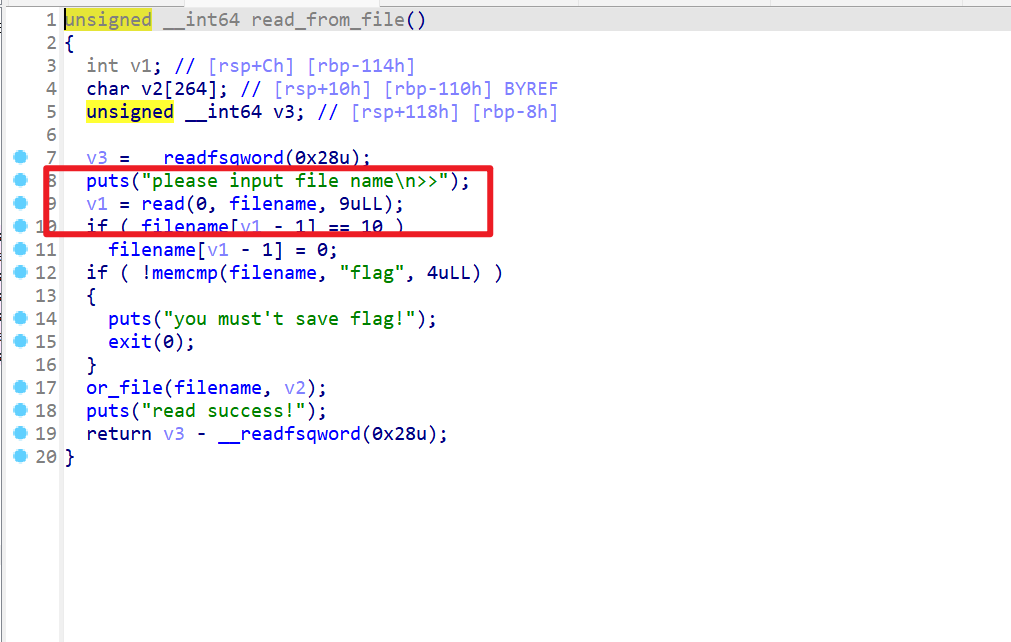 1 unsigned __int64 read_from_file()
2 {
3 int v1; // [rsp+Ch] [rbp-114h]
4 char v2[264]; // [rsp+10h] [rbp-110h] BYREF
5 unsigned __int64 v3; // [rsp+118h] [rbp-8h]
6
7 v3 = __readfsqword(0x28u);
8 puts("please input file name\n>>");
9 v1 = read(0, filename, 9uLL);
10 if ( filename[v1 - 1] == 10 )
11 filename[v1 - 1] = 0;
12 if ( !memcmp(filename, "flag", 4uLL) )
13 {
14 puts("you must't save flag!");
15 exit(0);
16 }
17 or_file(filename, v2);
18 puts("read success!");
19 return v3 - __readfsqword(0x28u);
20 }